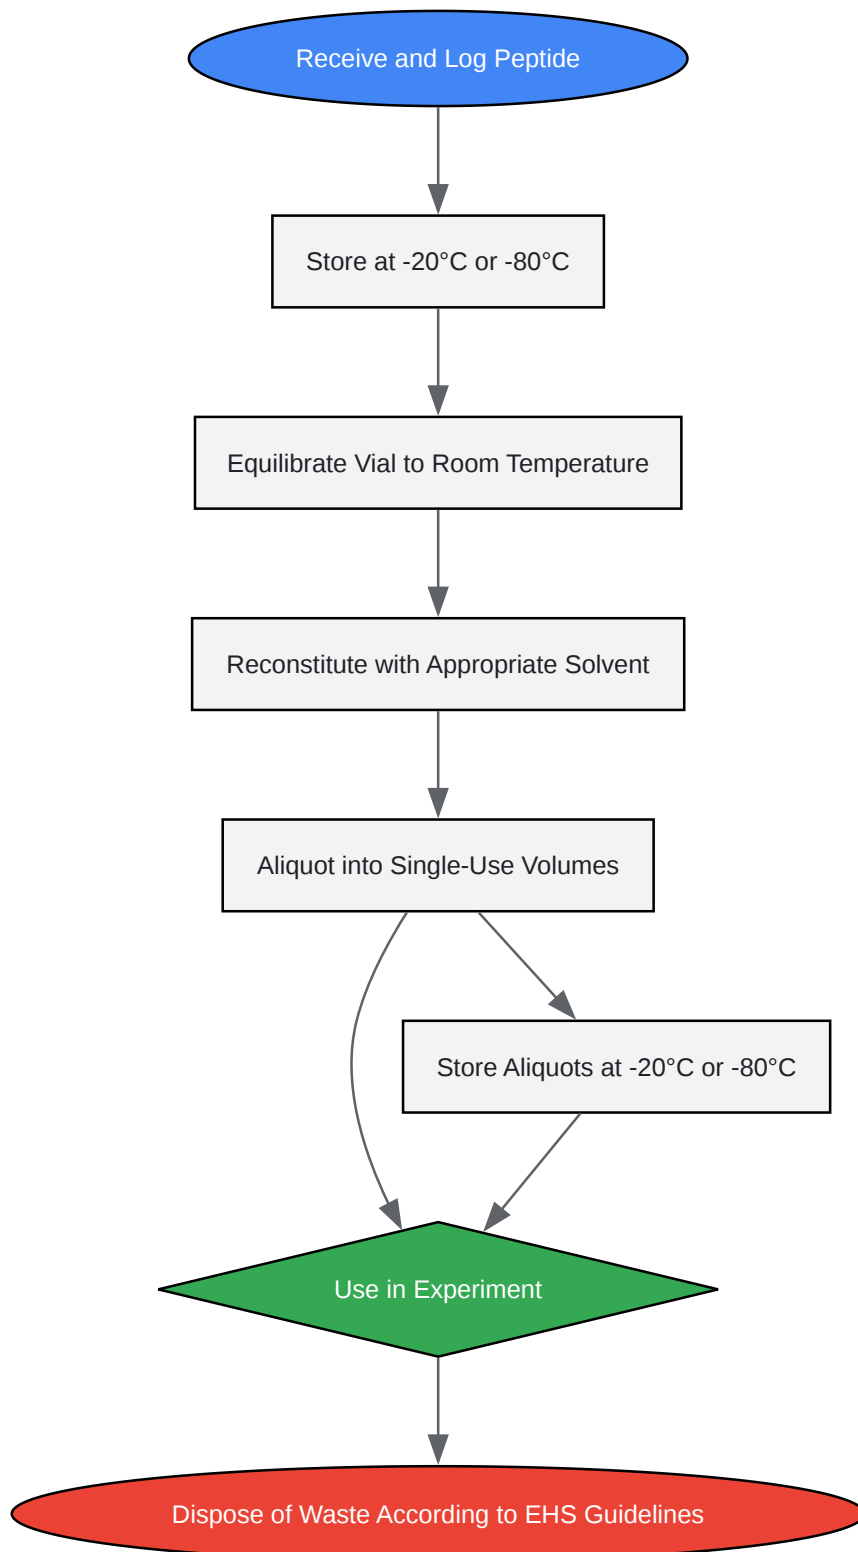 Receive and Log Peptide
Store at -20°C or -80°C
Equilibrate Vial to Room Temperature
Reconstitute with Appropriate Solvent
Aliquot into Single-Use Volumes
Store Aliquots at -20°C or -80°C
Use in Experiment
Dispose of Waste According to EHS Guidelines